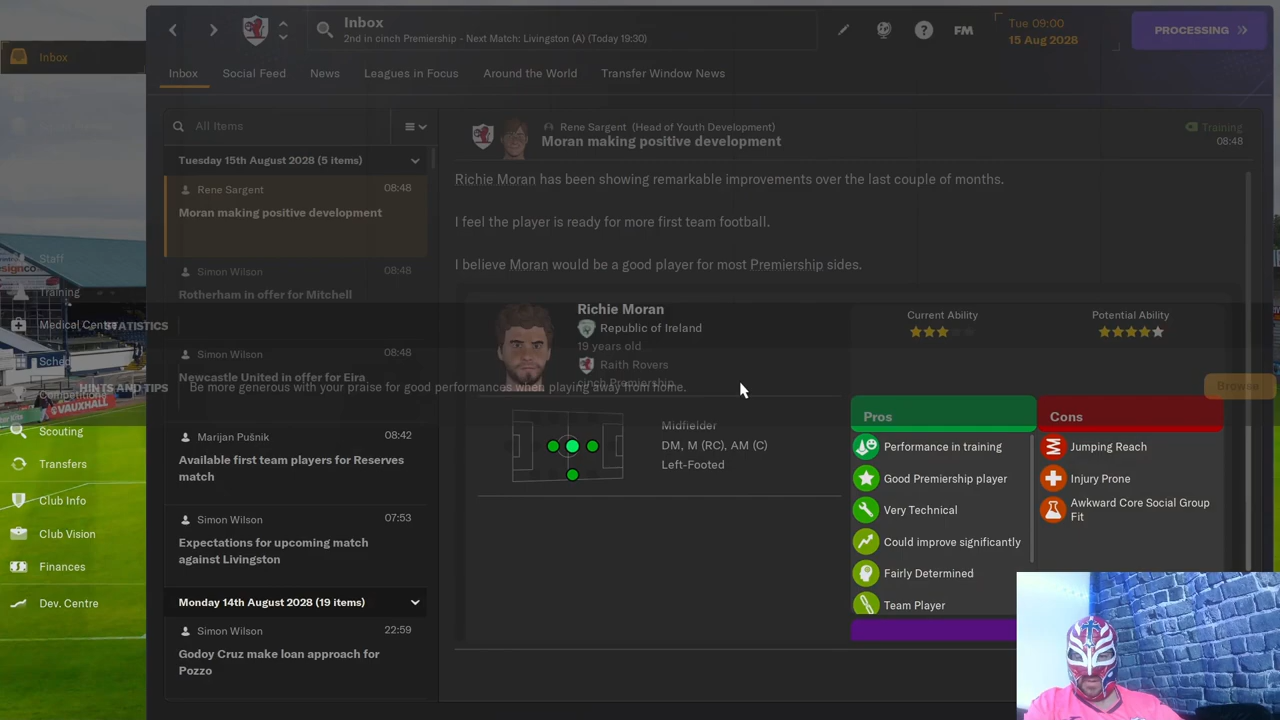 Inbox
2nd in cinch Premiership - Next Match: Livingston (A) (Today 19:30)
FM
Tue 09:00
15 Aug 2028
PROCESSING
Inbox
Inbox
Social Feed
News
Leagues in Focus
Around the World
Transfer Window News
All Items
Tuesday 15th August 2028 (5 items)
Rene Sargent
08:48
Moran making positive development
Simon Wilson
08:48
Rotherham in offer for Mitchell
Simon Wilson
08:48
Newcastle United in offer for Eira
Marijan Pušnik
08:42
Available first team players for Reserves
match
Simon Wilson
07:53
Expectations for upcoming match
against Livingston
Monday 14th August 2028 (19 items)
Simon Wilson
22:59
Godoy Cruz make loan approach for
Pozzo
Staff
Training
Medical Centre
STATISTICS
Sched
HINTS AND TIPS
Be more generous with your praise for good performances when playing away from home.
Browse
Competitions
VAUXHALL
Scouting
Transfers
Club Info
Club Vision
Finances
Dev. Centre
Rene Sargent (Head of Youth Development)
Moran making positive development
Training
08:48
Richie Moran has been showing remarkable improvements over the last couple of months.
I feel the player is ready for more first team football.
I believe Moran would be a good player for most Premiership sides.
Richie Moran
Republic of Ireland
19 years old
Raith Rovers
cinch Premiership
Current Ability
Potential Ability
Midfielder
DM, M (RC), AM (C)
Left-Footed
Pros
Performance in training
Good Premiership player
Very Technical
Could improve significantly
Fairly Determined
Team Player
Cons
Jumping Reach
Injury Prone
Awkward Core Social Group
Fit